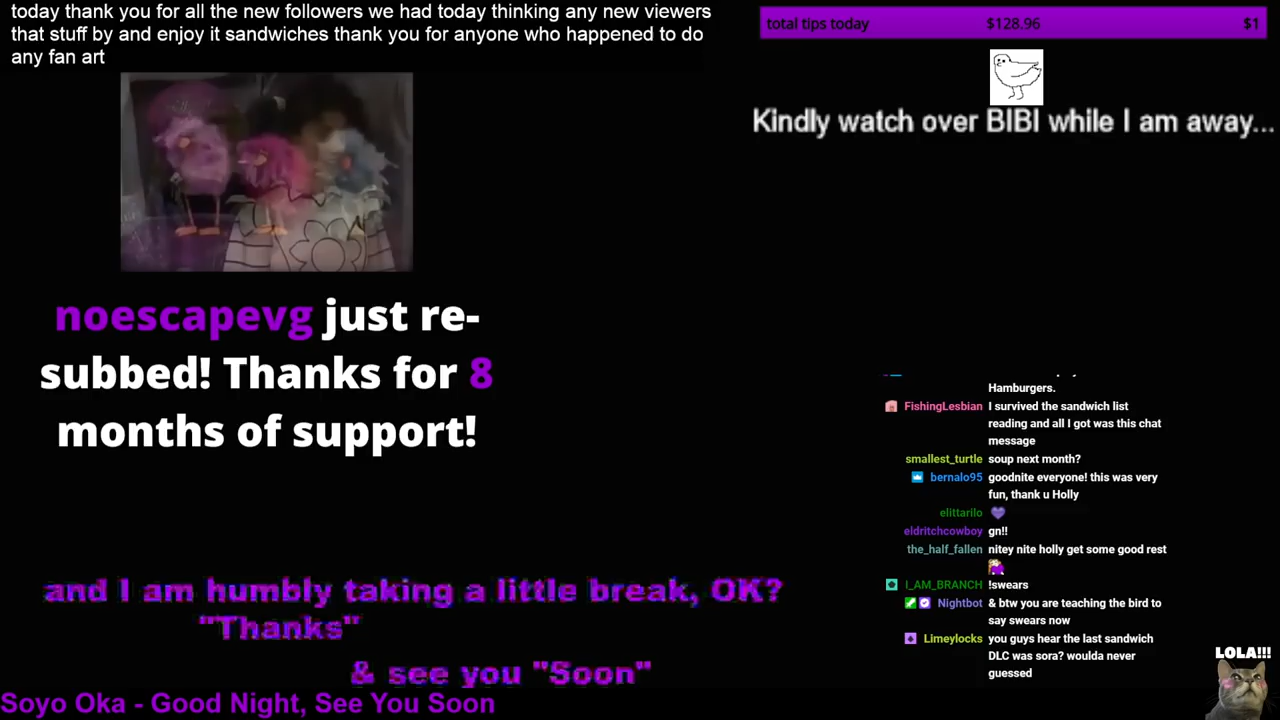 today thank you for all the new followers we had today thinking any new viewers
that stuff by and enjoy it sandwiches thank you for anyone who happened to do
any fan art
total tips today $128.96 $1
Kindly watch over BIBI while I am away...
noescapevg just re-
subbed! Thanks for 8
months of support!
Hamburgers.
FishingLesbian I survived the sandwich list
reading and all I got was this chat
message
smallest_turtle soup next month?
bernalo95 goodnite everyone! this was very
fun, thank u Holly
elittarilo
eldritchcowboy gn!!
the_half_fallen nitey nite holly get some good rest
I_AM_BRANCH !swears
Nightbot & btw you are teaching the bird to
say swears now
Limeylocks you guys hear the last sandwich
DLC was sora? woulda never
guessed
and I am humbly taking a little break, OK?
"Thanks"
& see you "Soon"
LOLA!!!
Soyo Oka - Good Night, See You Soon